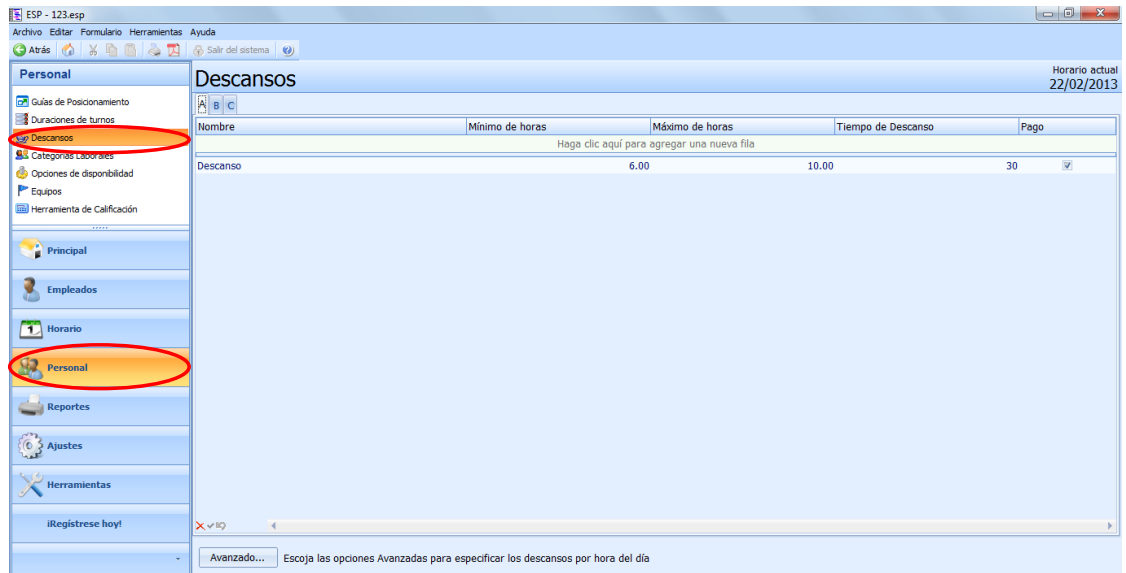 ESP - 123.esp
Archivo Editar Formulario Herramientas Ayuda
Atrás Salir del sistema
Personal
Guías de Posicionamiento
Duraciones de turnos
Descansos
Categorías Laborales
Opciones de disponibilidad
Equipos
Herramienta de Calificación
Principal
Empleados
1 Horario
Personal
Reportes
Ajustes
Herramientas
¡Regístrese hoy!
Descansos
Horario actual
22/02/2013
A B C
Nombre Mínimo de horas Máximo de horas Tiempo de Descanso Pago
Haga clic aquí para agregar una nueva fila
Descanso 6.00 10.00 30
Avanzado... Escoja las opciones Avanzadas para especificar los descansos por hora del día